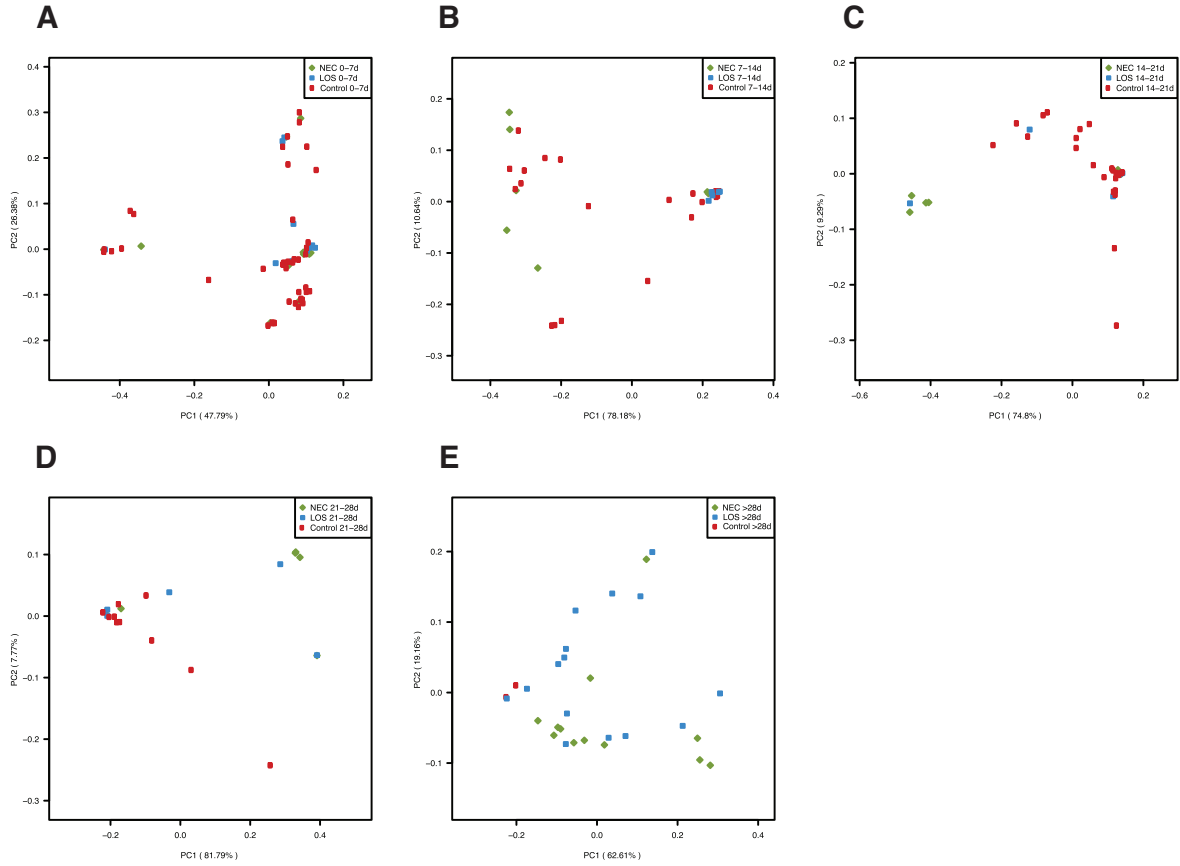 A
NEC 0–7d
LOS 0–7d
Control 0–7d
0.4
0.3
0.2
0.1
0.0
−0.1
−0.2
PC2 ( 26.38% )
−0.4
−0.2
0.0
0.2
PC1 ( 47.79% )
B
NEC 7–14d
LOS 7–14d
Control 7–14d
0.2
0.1
0.0
−0.1
−0.2
−0.3
PC2 ( 10.64% )
−0.4
−0.2
0.0
0.2
0.4
PC1 ( 78.18% )
C
NEC 14–21d
LOS 14–21d
Control 14–21d
0.2
0.1
0.0
−0.1
−0.2
−0.3
PC2 ( 9.29% )
−0.6
−0.4
−0.2
0.0
0.2
PC1 ( 74.8% )
D
NEC 21–28d
LOS 21–28d
Control 21–28d
0.1
0.0
−0.1
−0.2
−0.3
PC2 ( 7.77% )
−0.2
0.0
0.2
0.4
PC1 ( 81.79% )
E
NEC >28d
LOS >28d
Control >28d
0.2
0.1
0.0
−0.1
PC2 ( 19.16% )
−0.2
0.0
0.2
0.4
PC1 ( 62.61% )